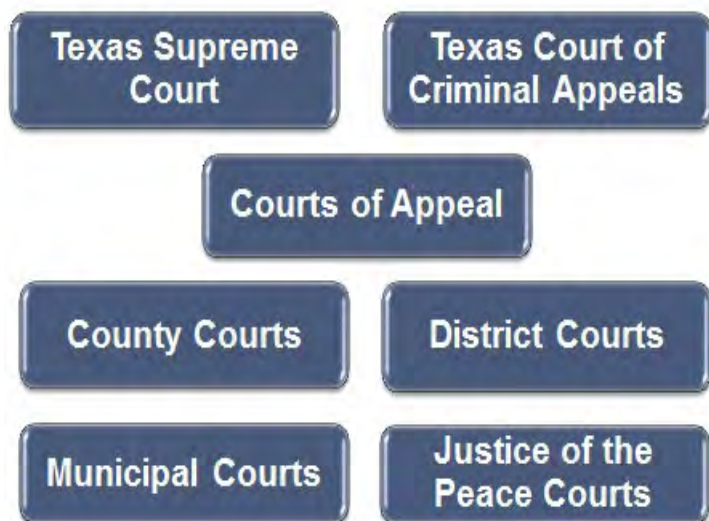 Texas Supreme
Court
Texas Court of
Criminal Appeals
Courts of Appeal
County Courts
District Courts
Municipal Courts
Justice of the
Peace Courts